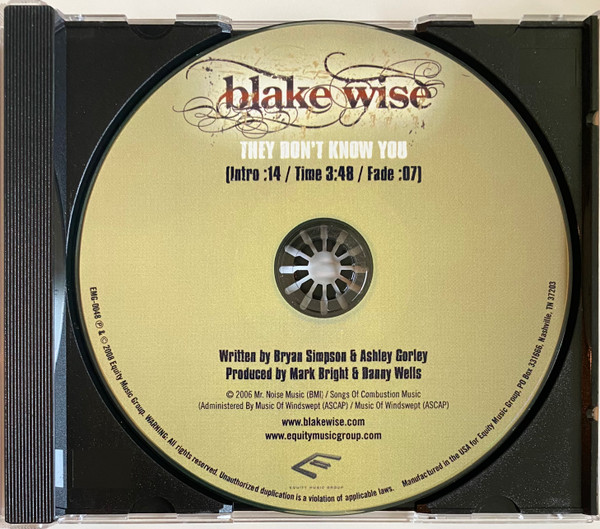 blake wise
THEY DON'T KNOW YOU
(Intro :14 / Time 3:48 / Fade :07)
Written by Bryan Simpson & Ashley Gorley
Produced by Mark Bright & Danny Wells
© 2006 Mr. Noise Music (BMI) / Songs Of Combustion Music
(Administered By Music Of Windswept (ASCAP) / Music Of Windswept (ASCAP)
www.blakewise.com
www.equitymusicgroup.com
EQUITY MUSIC GROUP
EMG-0048 ℗ & © 2008 Equity Music Group. WARNING: All rights reserved. Unauthorized duplication is a violation of applicable laws. Manufactured in the USA for Equity Music Group, PO Box 331666, Nashville, TN 37203